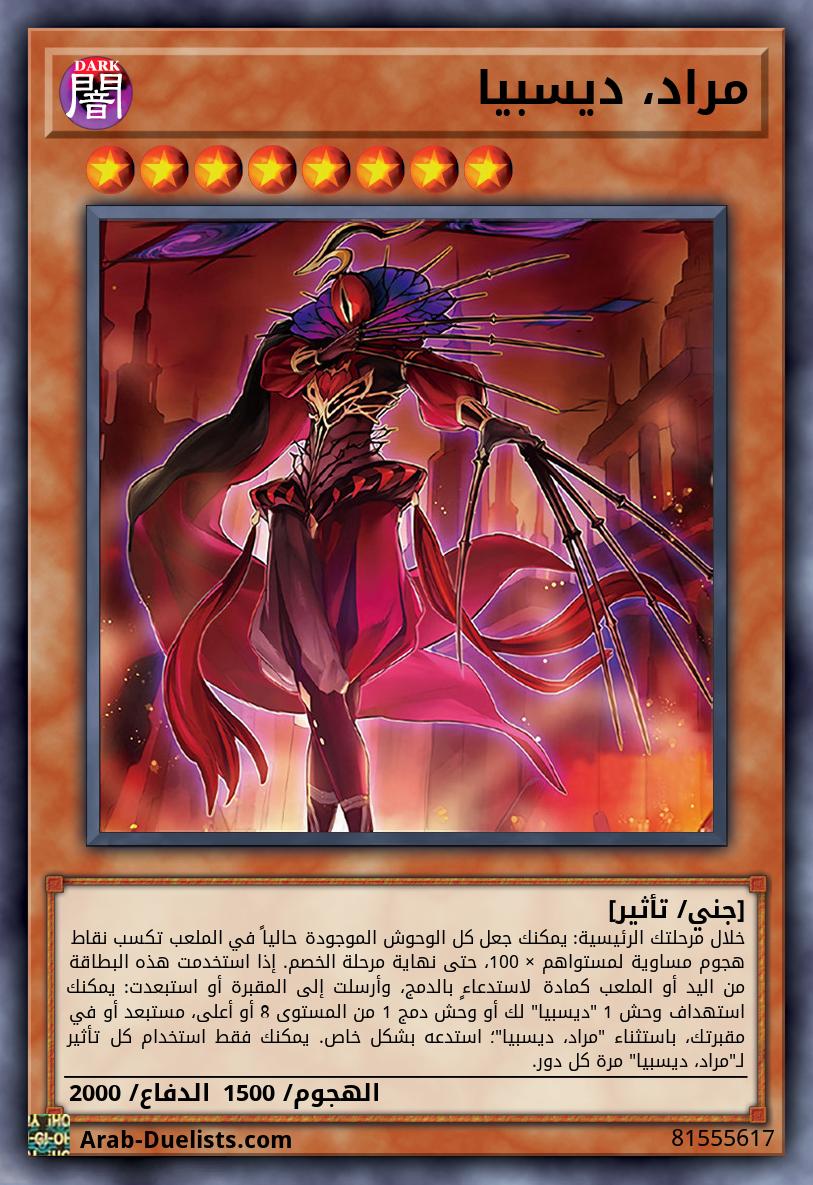 مراد، ديسبيا
DARK
闇
[جني/ تأثير]
خلال مرحلتك الرئيسية: يمكنك جعل كل الوحوش الموجودة حالياً في الملعب تكسب نقاط
هجوم مساوية لمستواهم × 100، حتى نهاية مرحلة الخصم. إذا استخدمت هذه البطاقة
من اليد أو الملعب كمادة لاستدعاءٍ بالدمج، وأرسلت إلى المقبرة أو استبعدت: يمكنك
استهداف وحش 1 "ديسبيا" لك أو وحش دمج 1 من المستوى 8 أو أعلى، مستبعد أو في
مقبرتك، باستثناء "مراد، ديسبيا"؛ استدعه بشكل خاص. يمكنك فقط استخدام كل تأثير
لـ"مراد، ديسبيا" مرة كل دور.
الهجوم/ 1500 الدفاع/ 2000
Arab-Duelists.com
81555617